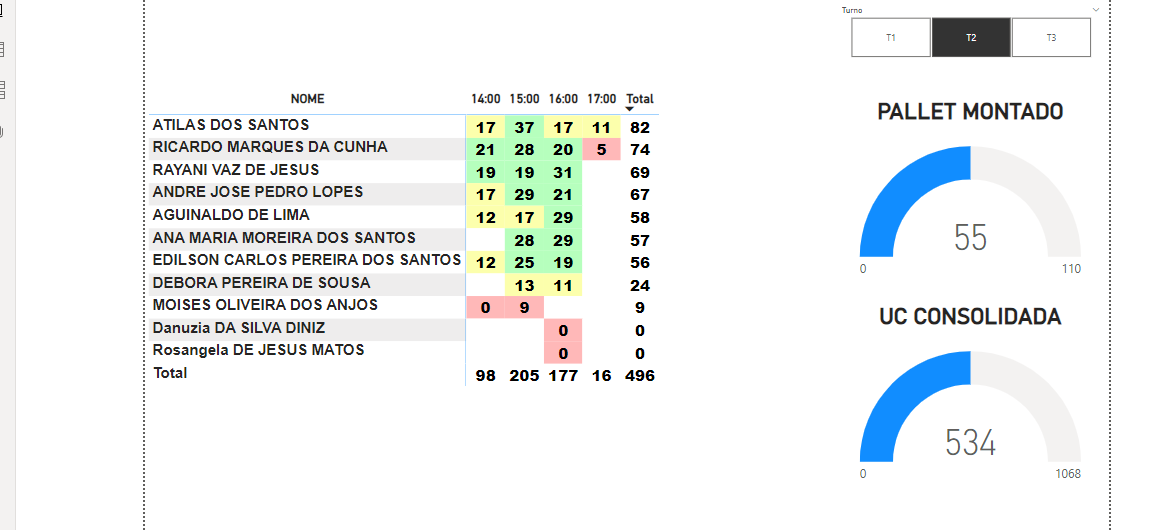 Turno
T1 T2 T3
NOME 14:00 15:00 16:00 17:00 Total
ATILAS DOS SANTOS 17 37 17 11 82
RICARDO MARQUES DA CUNHA 21 28 20 5 74
RAYANI VAZ DE JESUS 19 19 31 69
ANDRE JOSE PEDRO LOPES 17 29 21 67
AGUINALDO DE LIMA 12 17 29 58
ANA MARIA MOREIRA DOS SANTOS 28 29 57
EDILSON CARLOS PEREIRA DOS SANTOS 12 25 19 56
DEBORA PEREIRA DE SOUSA 13 11 24
MOISES OLIVEIRA DOS ANJOS 0 9 9
Danuzia DA SILVA DINIZ 0 0
Rosangela DE JESUS MATOS 0 0
Total 98 205 177 16 496
PALLET MONTADO
55
0 110
UC CONSOLIDADA
534
0 1068